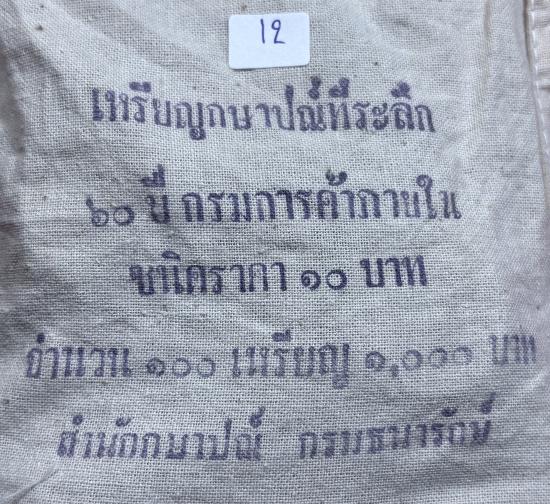 12
เหรียญกษาปณ์ที่ระลึก
๖๐ ปี กรมการค้าภายใน
ชนิดราคา ๑๐ บาท
จำนวน ๑๐๐ เหรียญ ๑,๐๐๐ บาท
สำนักกษาปณ์ กรมธนารักษ์